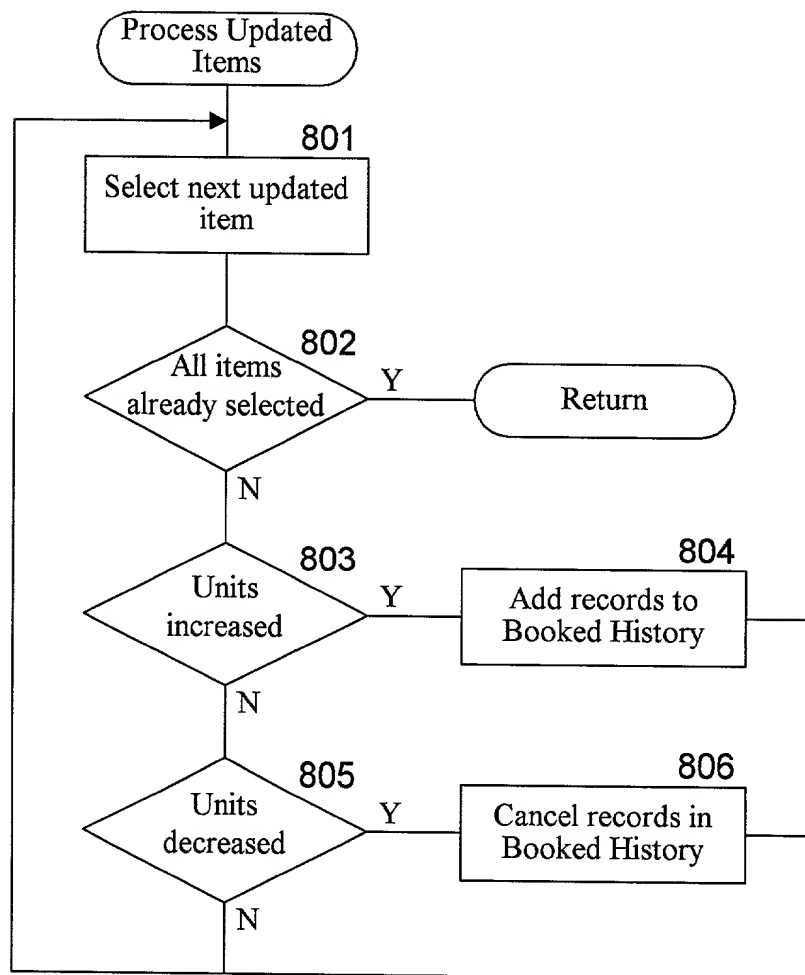 Process Updated
Items
801
Select next updated
item
802
All items
already selected
Y
Return
N
803
Units
increased
Y
804
Add records to
Booked History
N
805
Units
decreased
Y
806
Cancel records in
Booked History
N